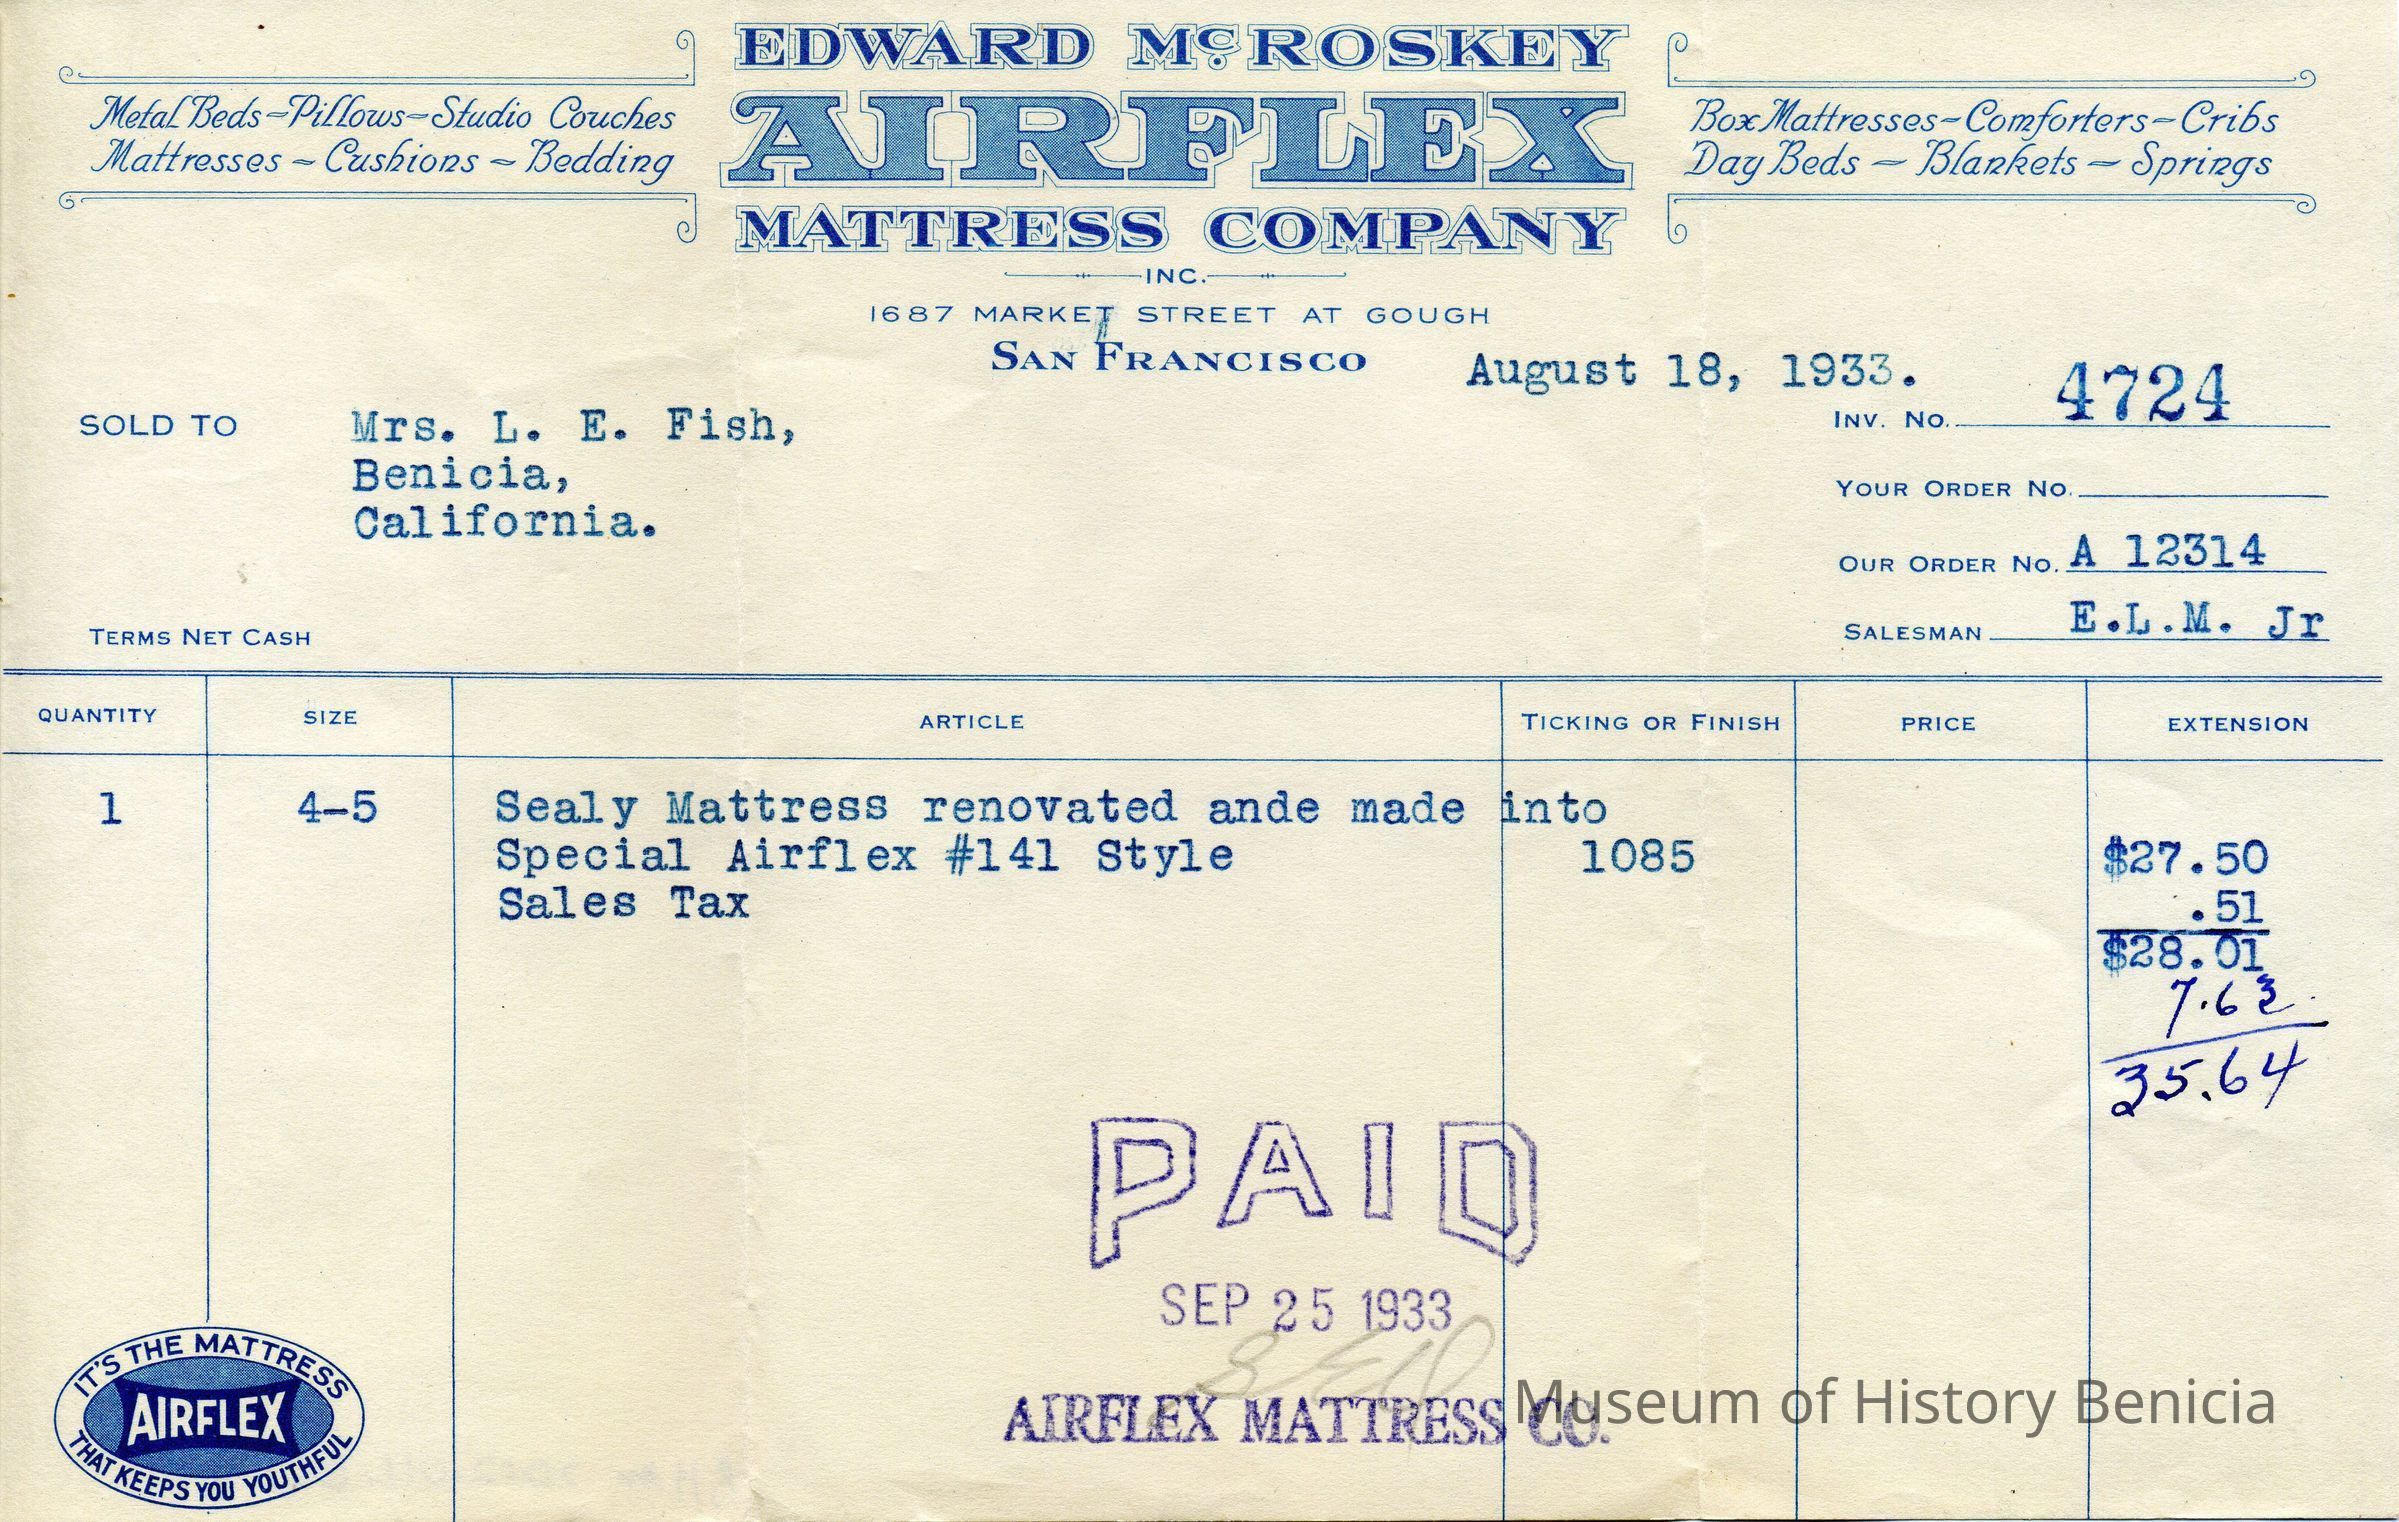 EDWARD McROSKEY
AIRFLEX
MATTRESS COMPANY
INC.
1687 MARKET STREET AT GOUGH
SAN FRANCISCO
Metal Beds~Pillows~Studio Couches
Mattresses ~ Cushions ~ Bedding
Box Mattresses~Comforters~Cribs
Day Beds ~ Blankets ~ Springs
August 18, 1933.
SOLD TO Mrs. L. E. Fish,
Benicia,
California.
INV. NO. 4724
YOUR ORDER NO.
OUR ORDER NO. A 12314
SALESMAN E.L.M. Jr
TERMS NET CASH
QUANTITY SIZE ARTICLE TICKING OR FINISH PRICE EXTENSION
1 4-5 Sealy Mattress renovated ande made into
Special Airflex #141 Style 1085 $27.50
Sales Tax .51
$28.01
7.63
35.64
PAID
SEP 25 1933
AIRFLEX MATTRESS CO.
IT'S THE MATTRESS
AIRFLEX
THAT KEEPS YOU YOUTHFUL
Museum of History Benicia